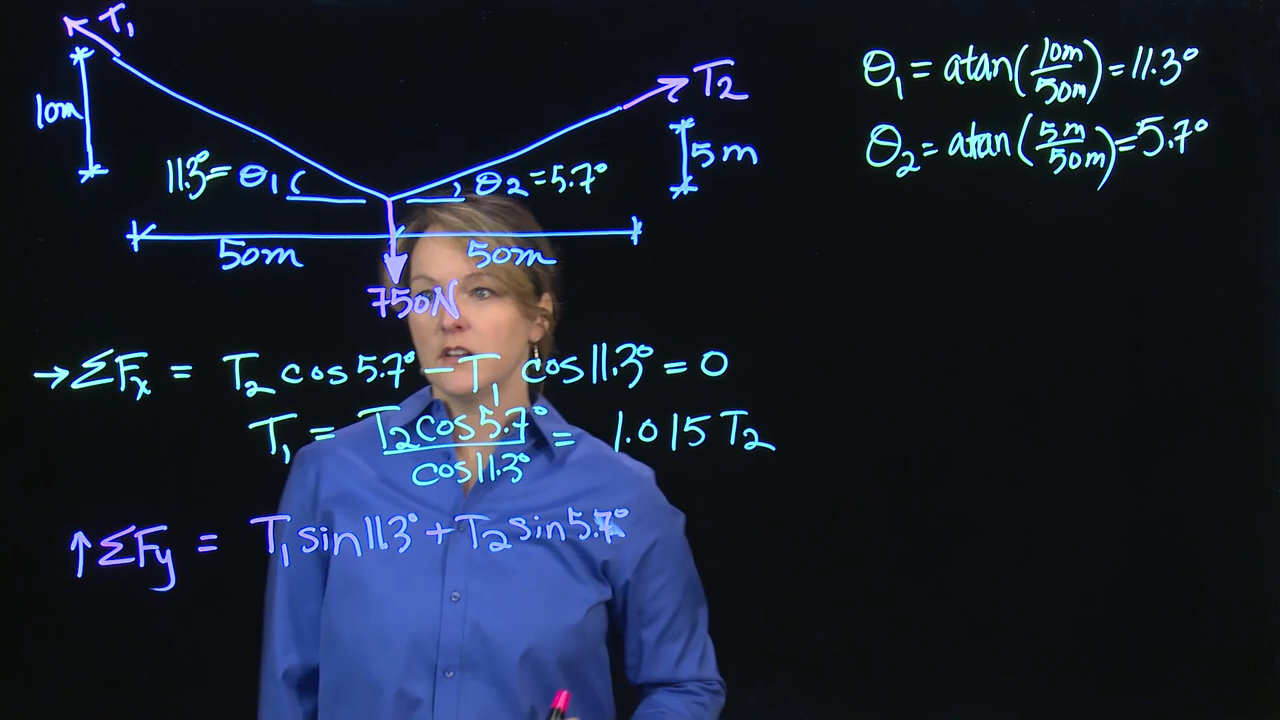 T₁
10m
T2
5m
11.3° = θ₁
θ₂ = 5.7°
50m
50m
750N
θ₁ = atan(10m/50m) = 11.3°
θ₂ = atan(5m/50m) = 5.7°
→ΣFx = T₂ cos 5.7° - T₁ cos 11.3° = 0
T₁ = T₂ cos 5.7° / cos 11.3° = 1.015 T₂
↑ΣFy = T₁ sin 11.3° + T₂ sin 5.7°